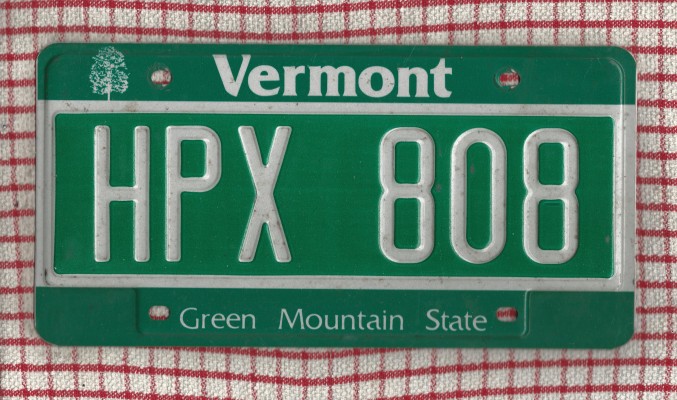 Vermont
HPX 808
Green Mountain State